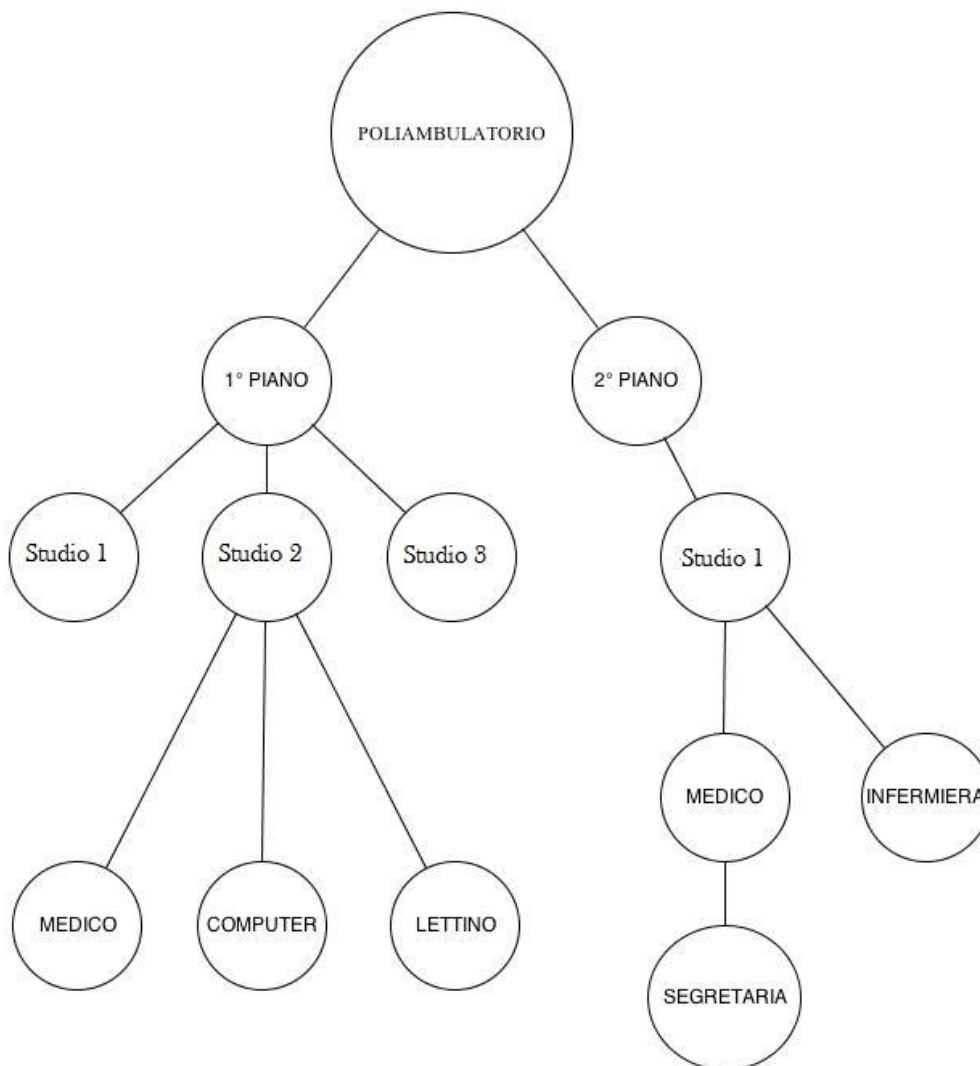 POLIAMBULATORIO
1° PIANO
2° PIANO
Studio 1
Studio 2
Studio 3
Studio 1
MEDICO
INFERMIERA
MEDICO
COMPUTER
LETTINO
SEGRETARIA